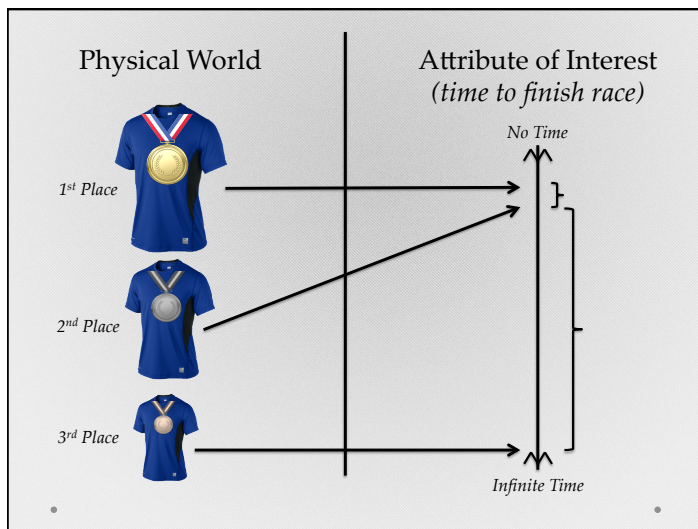 Physical World
Attribute of Interest
(time to finish race)
No Time
1st Place
2nd Place
3rd Place
Infinite Time